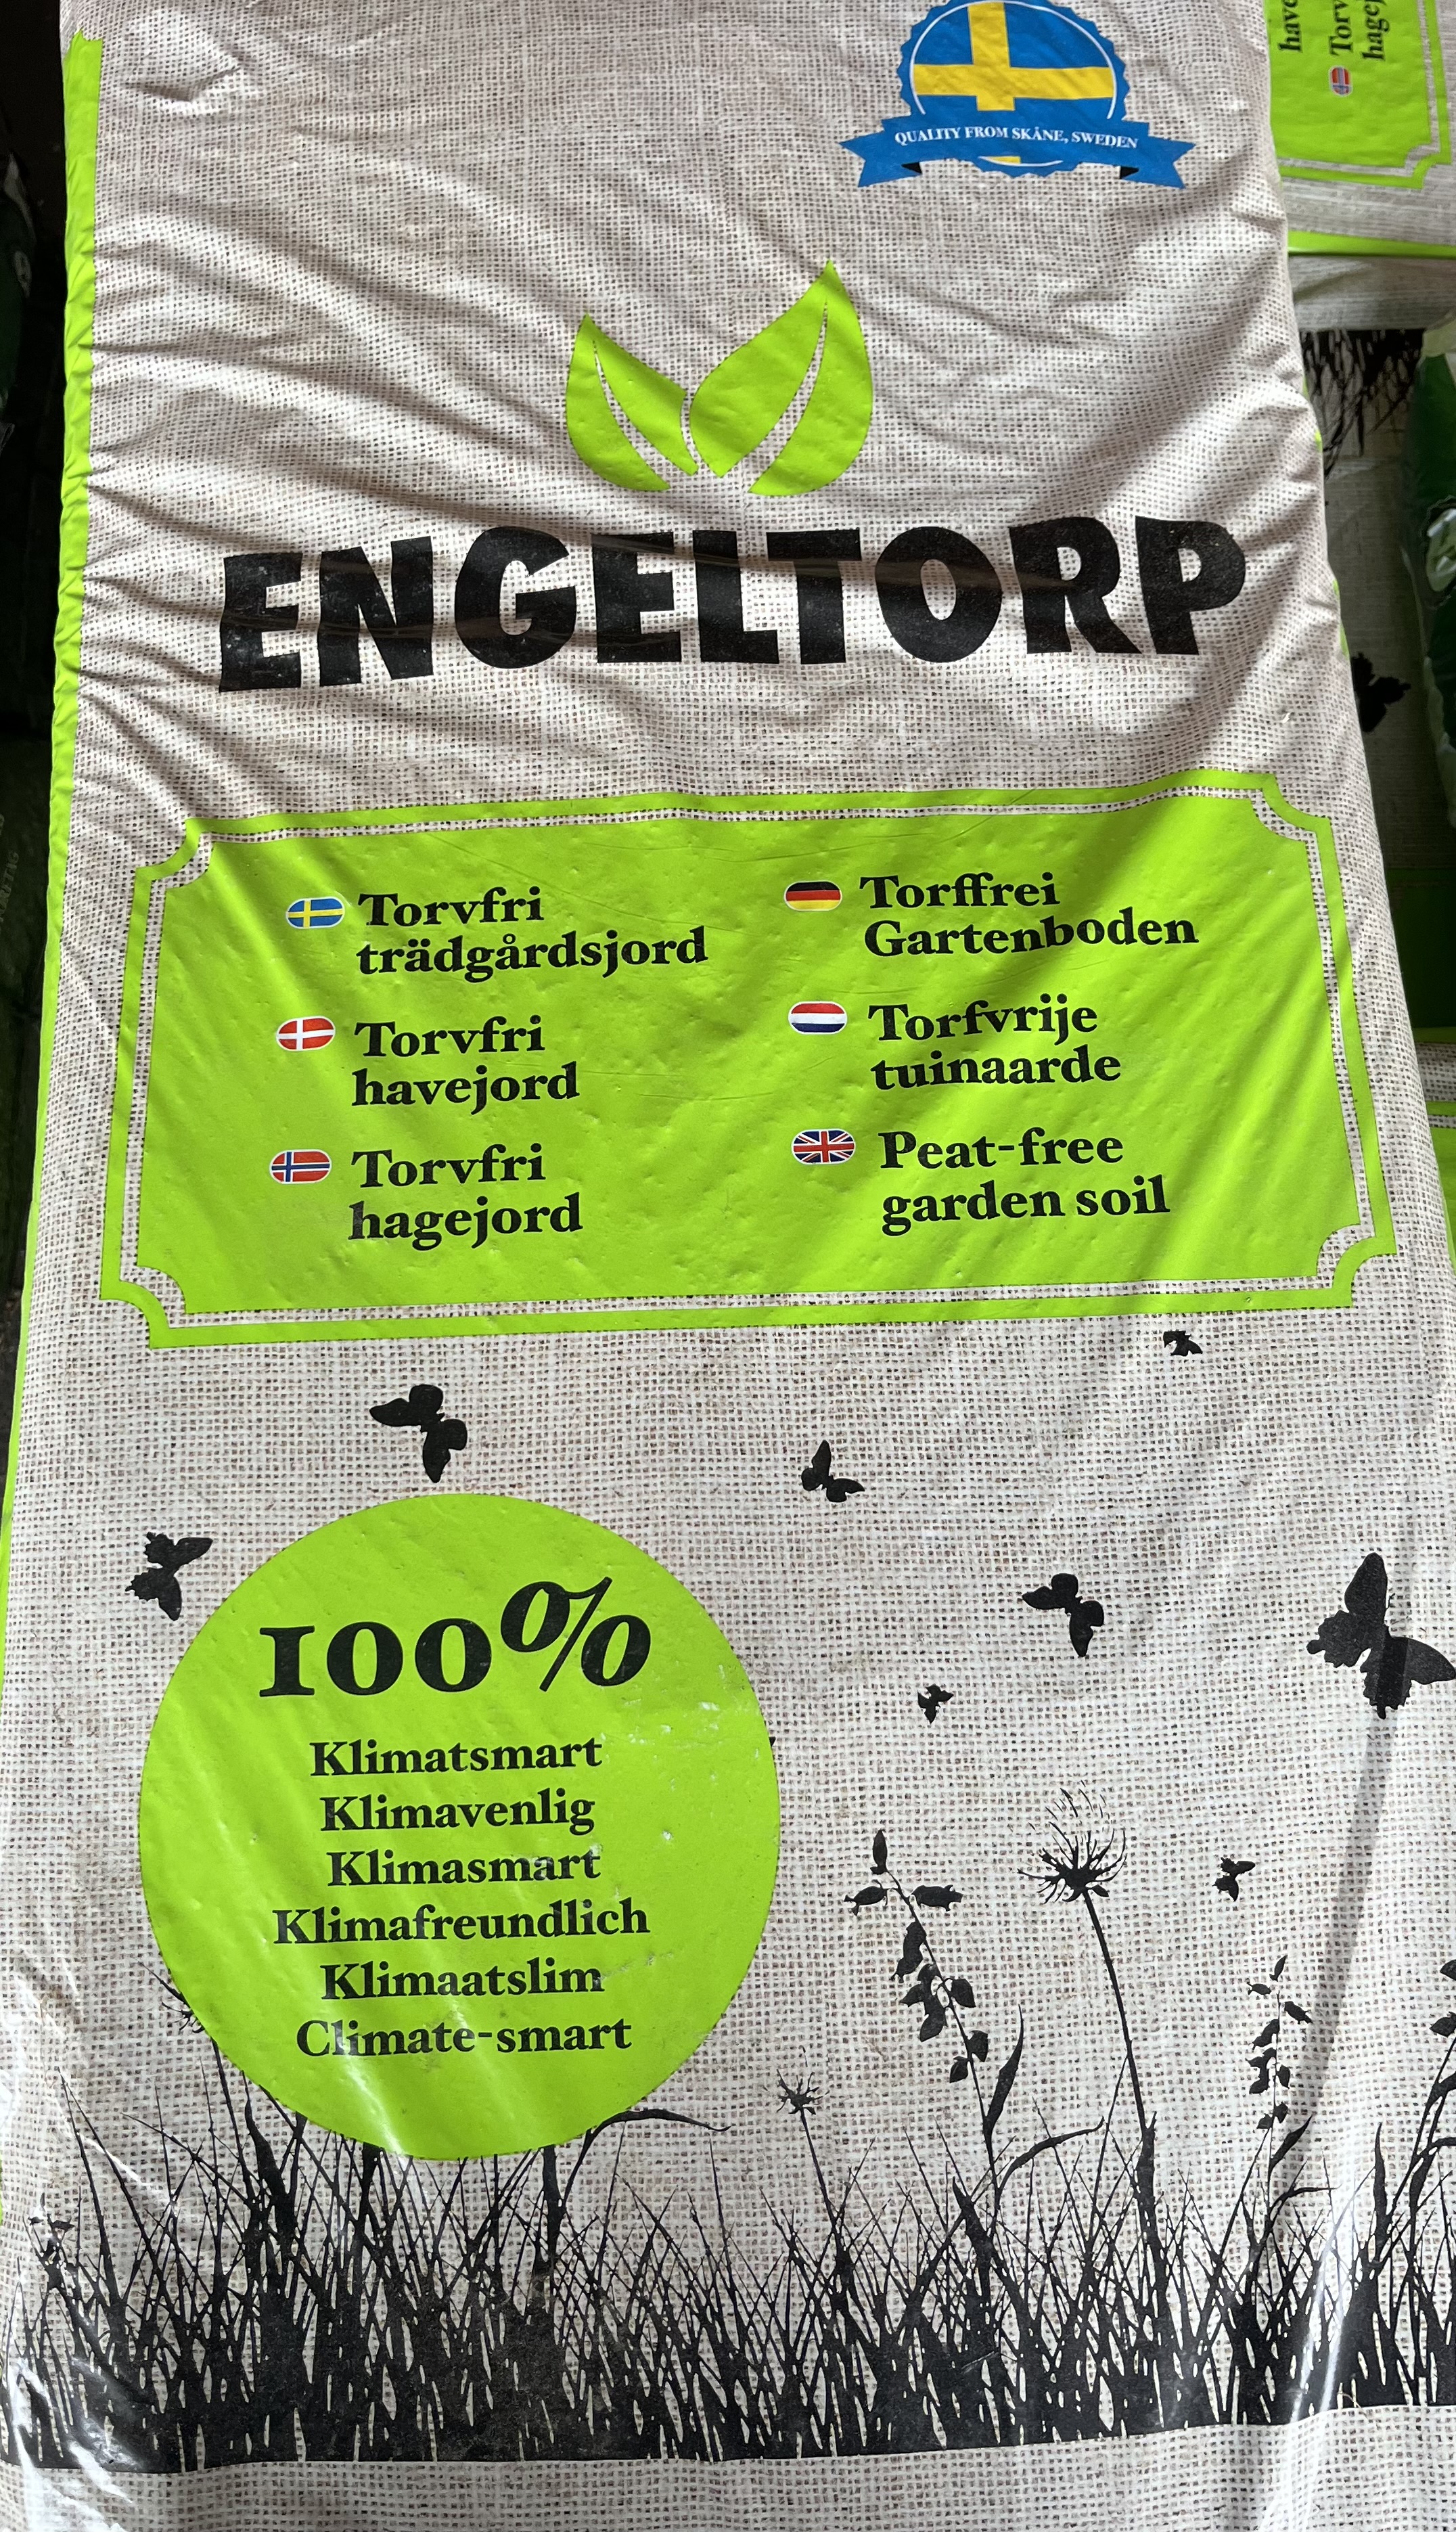 QUALITY FROM SKÅNE, SWEDEN
ENGELTORP
Torvfri
trädgårdsjord
Torvfri
havejord
Torvfri
hagejord
Torffrei
Gartenboden
Torfvrije
tuinaarde
Peat-free
garden soil
100%
Klimatsmart
Klimavenlig
Klimasmart
Klimafreundlich
Klimaatslim
Climate-smart